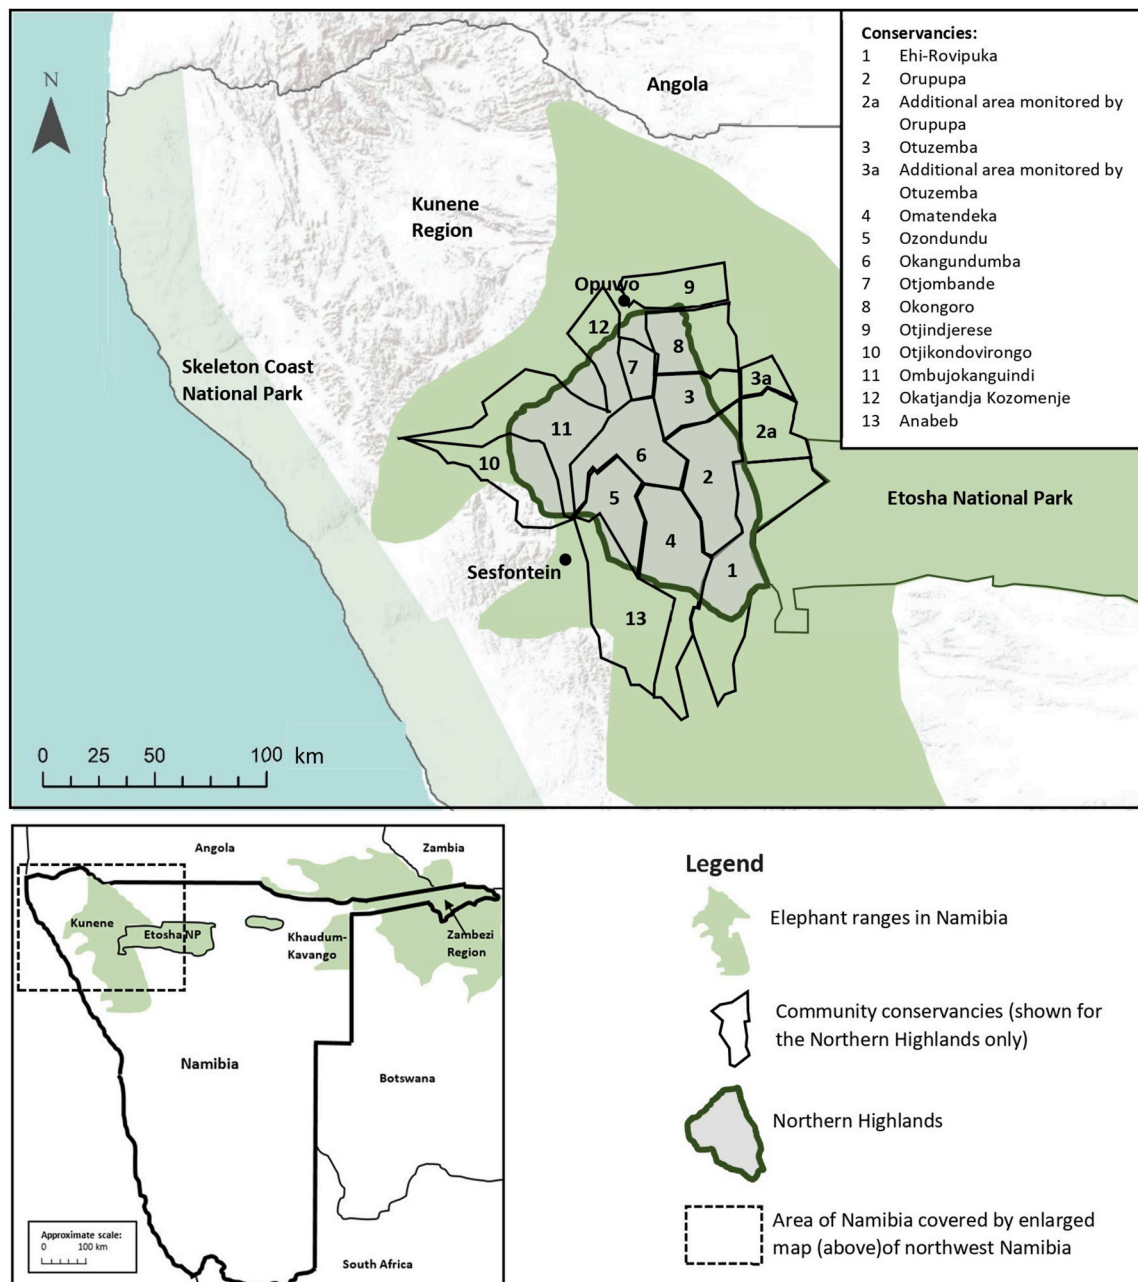 N
Angola
Kunene
Region
Opuwo
9
12
8
7
3a
3
Skeleton Coast
National Park
11
2a
6
10
2
5
Etosha National Park
4
1
Sesfontein
13
0 25 50 100 km
Conservancies:
1 Ehi-Rovipuka
2 Orupupa
2a Additional area monitored by
Orupupa
3 Otuzemba
3a Additional area monitored by
Otuzemba
4 Omatendeka
5 Ozondundu
6 Okangundumba
7 Otjombande
8 Okongoro
9 Otjindjerese
10 Otjikondovirongo
11 Ombujokanguindi
12 Okatjandja Kozomenje
13 Anabeb
Angola
Zambia
Kunene
Etosha NP
Khaudum-
Kavango
Zambezi
Region
Namibia
Botswana
South Africa
Approximate scale:
0 100 km
Legend
Elephant ranges in Namibia
Community conservancies (shown for
the Northern Highlands only)
Northern Highlands
Area of Namibia covered by enlarged
map (above)of northwest Namibia